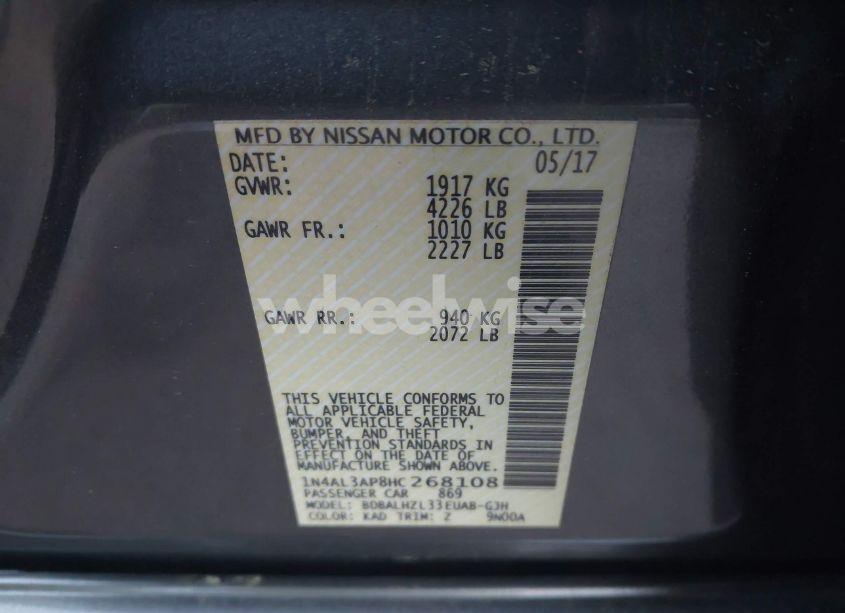 MFD BY NISSAN MOTOR CO., LTD.
DATE: 05/17
GVWR: 1917 KG
4226 LB
GAWR FR.: 1010 KG
2227 LB
wheelwise
GAWR RR.: 940 KG
2072 LB
THIS VEHICLE CONFORMS TO
ALL APPLICABLE FEDERAL
MOTOR VEHICLE SAFETY,
BUMPER, AND THEFT
PREVENTION STANDARDS IN
EFFECT ON THE DATE OF
MANUFACTURE SHOWN ABOVE.
1N4AL3AP8HC268108
PASSENGER CAR 869
MODEL: BDBALHZL33EUAB-GJH
COLOR: KAD TRIM: Z 9N00A